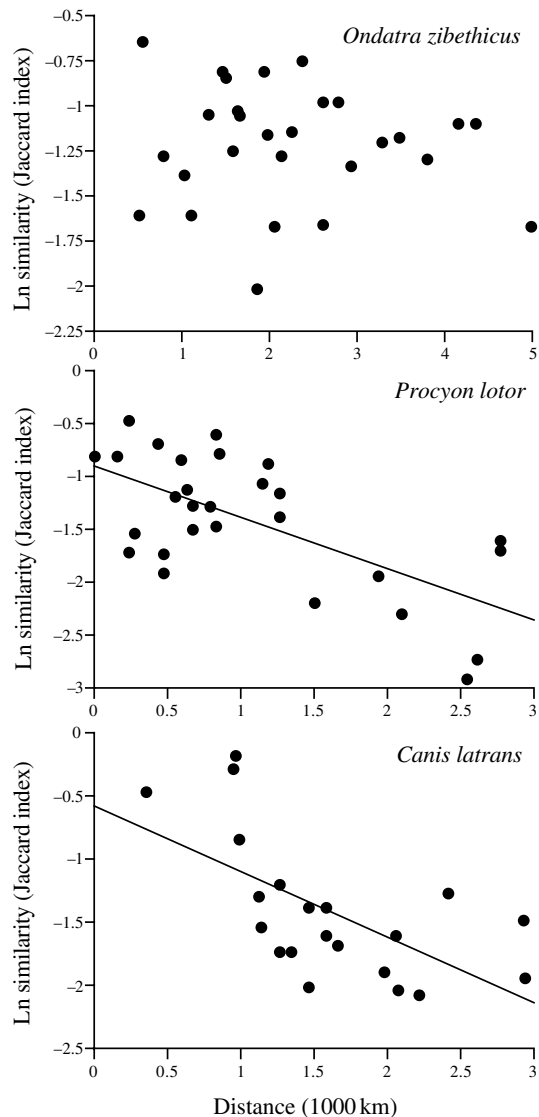 Ondatra zibethicus
Ln similarity (Jaccard index)
–0.5
–0.75
–1
–1.25
–1.5
–1.75
–2
–2.25
0 1 2 3 4 5
Procyon lotor
Ln similarity (Jaccard index)
0
–0.5
–1
–1.5
–2
–2.5
–3
0 0.5 1 1.5 2 2.5 3
Canis latrans
Ln similarity (Jaccard index)
0
–0.5
–1
–1.5
–2
–2.5
0 0.5 1 1.5 2 2.5 3
Distance (1000 km)